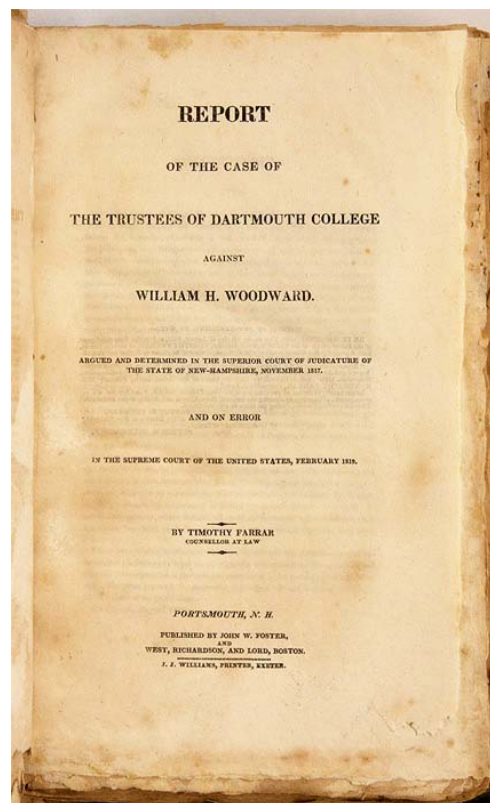 REPORT
OF THE CASE OF
THE TRUSTEES OF DARTMOUTH COLLEGE
AGAINST
WILLIAM H. WOODWARD.
ARGUED AND DETERMINED IN THE SUPERIOR COURT OF JUDICATURE OF
THE STATE OF NEW-HAMPSHIRE, NOVEMBER 1817.
AND ON ERROR
IN THE SUPREME COURT OF THE UNITED STATES, FEBRUARY 1819.
BY TIMOTHY FARRAR
COUNSELLOR AT LAW
PORTSMOUTH, N. H.
PUBLISHED BY JOHN W. FOSTER,
AND
WEST, RICHARDSON, AND LORD, BOSTON.
J. J. WILLIAMS, PRINTER, EXETER.